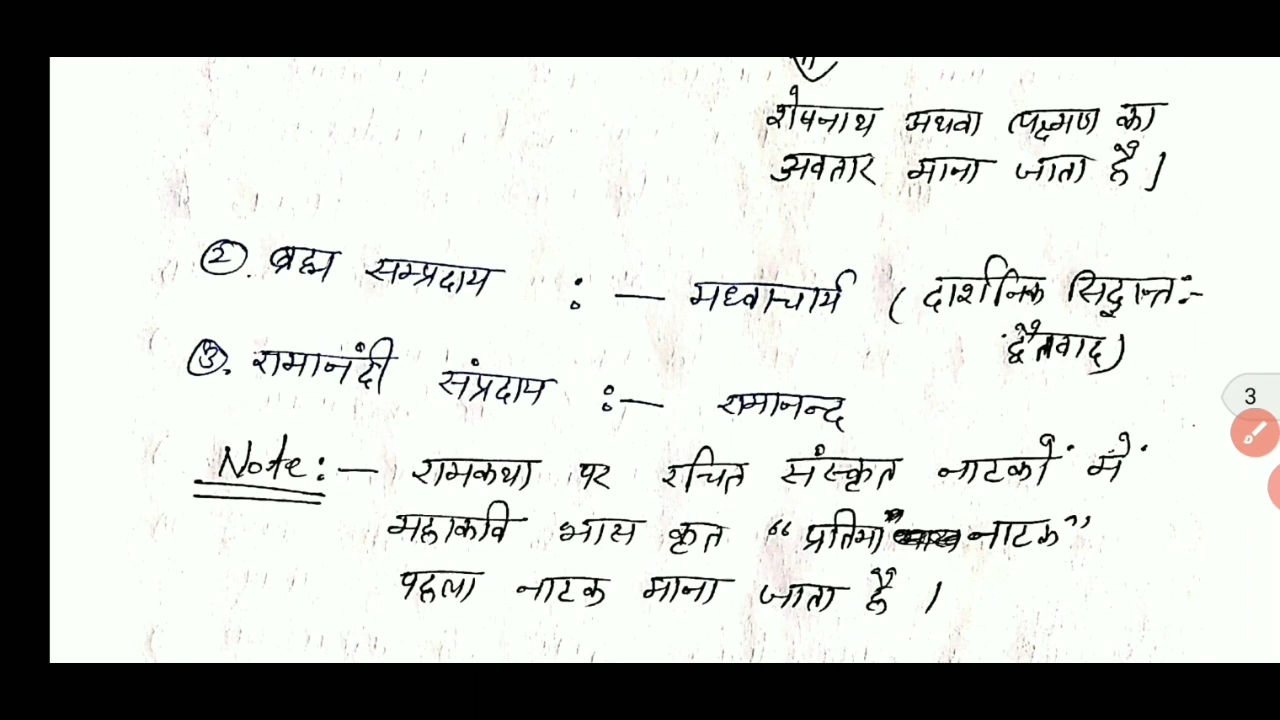 शेषनाथ अथवा लक्ष्मण का
अवतार माना जाता है।
②. ब्रह्म सम्प्रदाय :— मध्वाचार्य (दार्शनिक सिद्वान्त:-
द्वैतवाद)
③. रामानंदी संप्रदाय :— रामानन्द
Note:— रामकथा पर रचित संस्कृत नाटकों में
महाकवि भास कृत “प्रतिमा नाटक”
पहला नाटक माना जाता है।
3